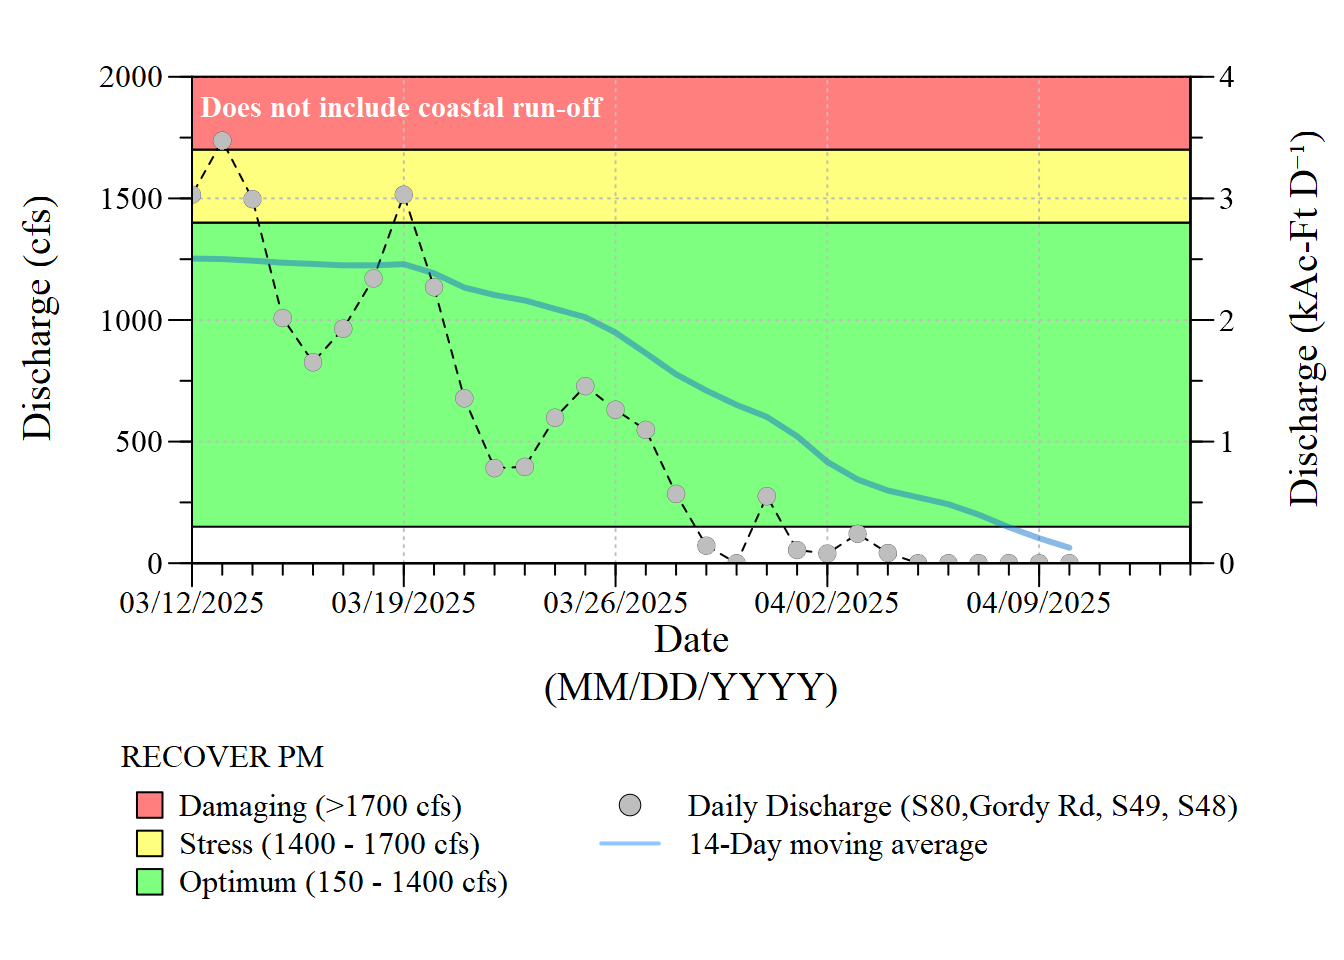 Does not include coastal run-off
Discharge (cfs)
2000
1500
1000
500
0
4
3
2
1
0
Discharge (kAc-Ft D⁻¹)
03/12/2025 03/19/2025 03/26/2025 04/02/2025 04/09/2025
Date
(MM/DD/YYYY)
RECOVER PM
Damaging (>1700 cfs)
Stress (1400 - 1700 cfs)
Optimum (150 - 1400 cfs)
Daily Discharge (S80,Gordy Rd, S49, S48)
14-Day moving average